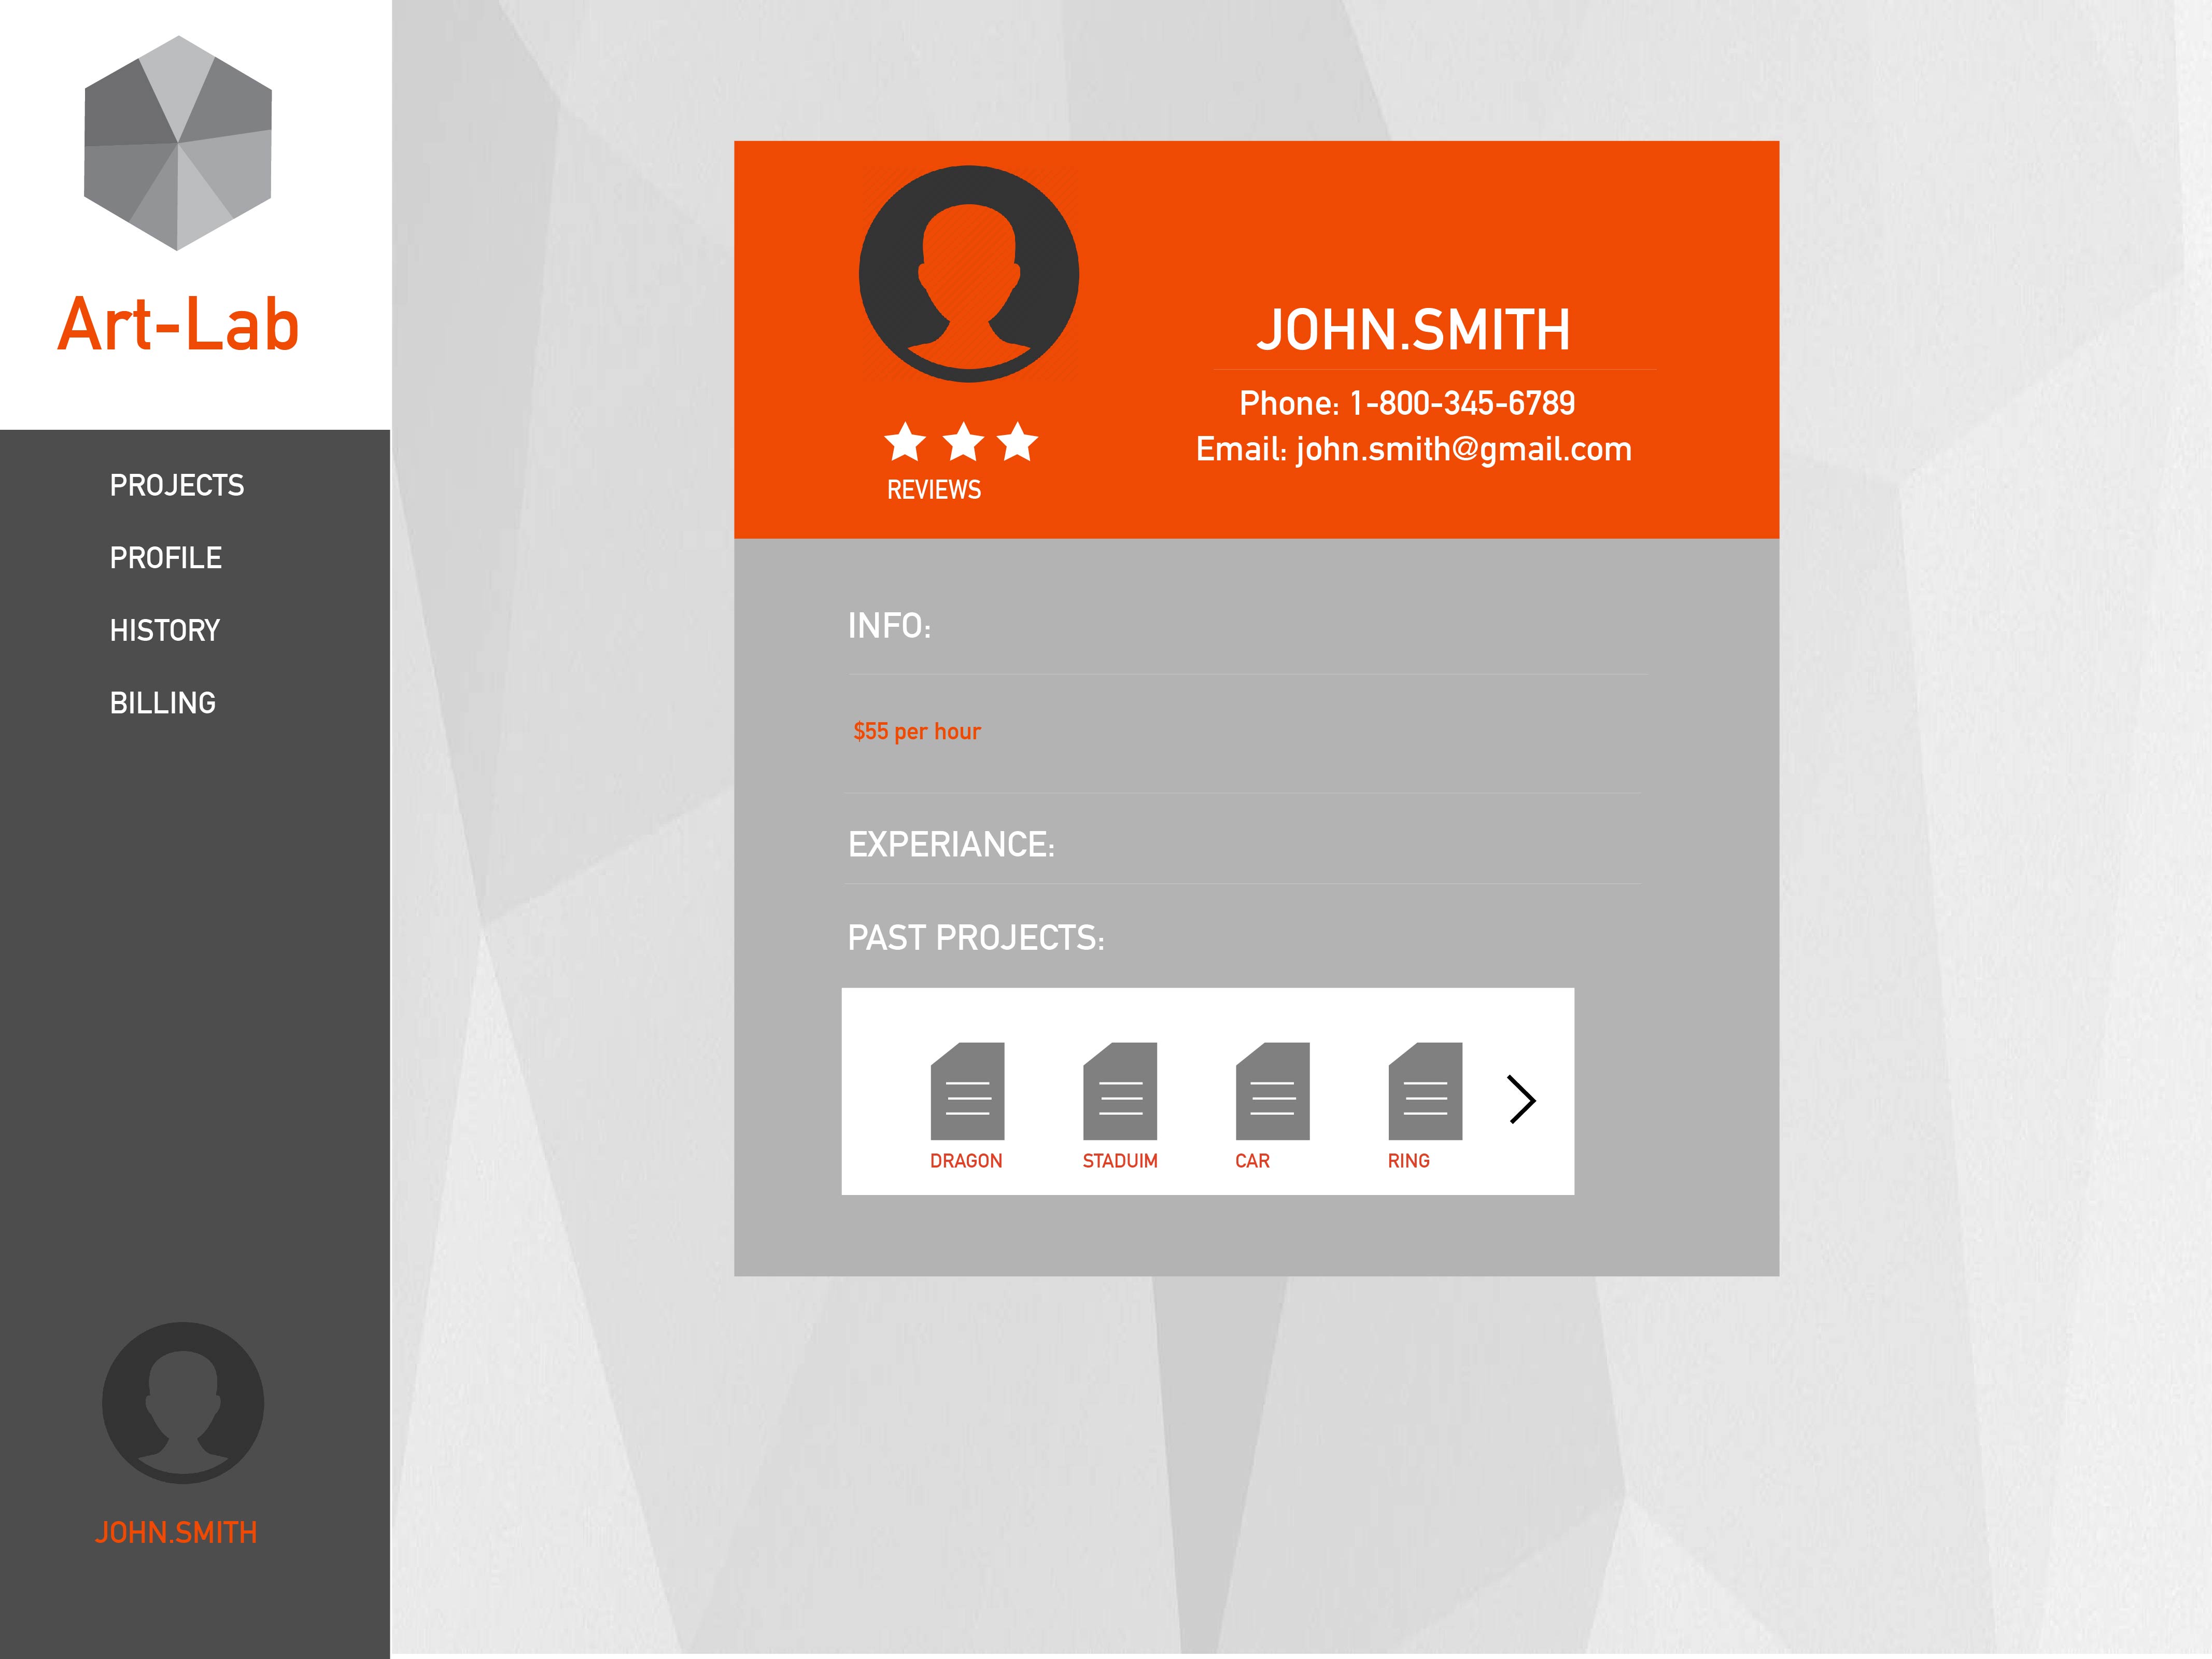 Art-Lab
PROJECTS
PROFILE
HISTORY
BILLING
JOHN.SMITH
JOHN.SMITH
Phone: 1-800-345-6789
Email: john.smith@gmail.com
REVIEWS
INFO:
$55 per hour
EXPERIANCE:
PAST PROJECTS:
DRAGON STADUIM CAR RING